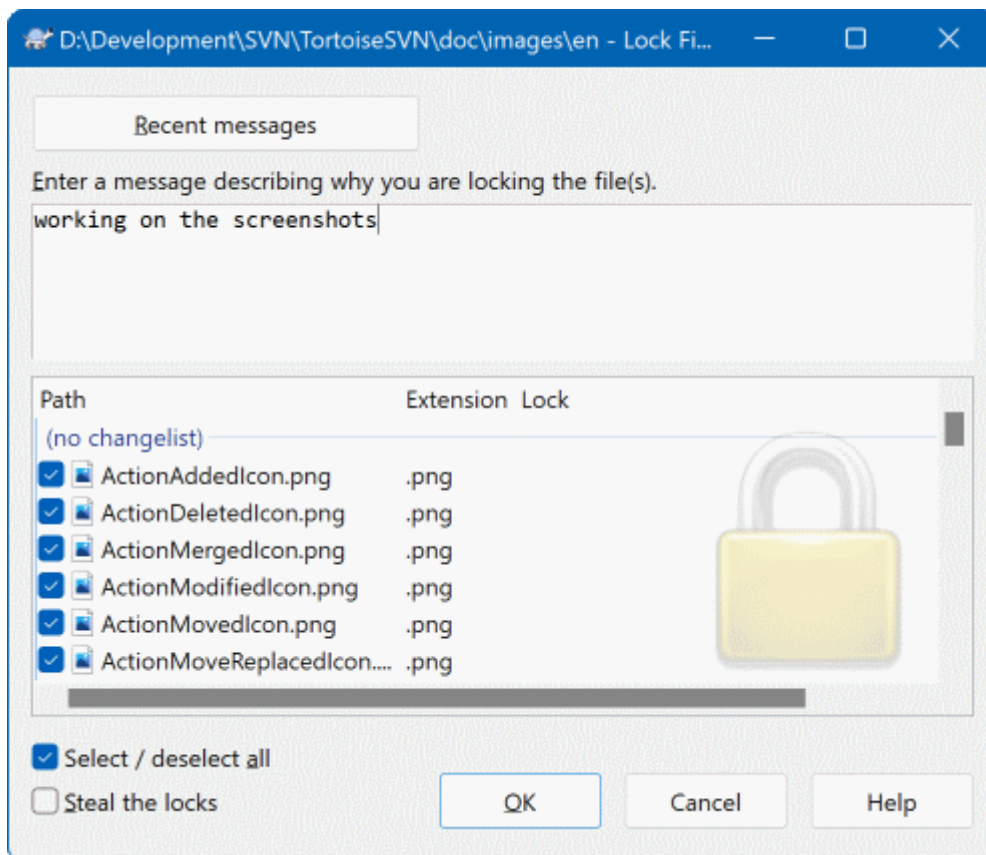 D:\Development\SVN\TortoiseSVN\doc\images\en - Lock Fi...
Recent messages
Enter a message describing why you are locking the file(s).
working on the screenshots
Path Extension Lock
(no changelist)
ActionAddedIcon.png .png
ActionDeletedIcon.png .png
ActionMergedIcon.png .png
ActionModifiedIcon.png .png
ActionMovedIcon.png .png
ActionMoveReplacedIcon.... .png
Select / deselect all
Steal the locks
OK Cancel Help